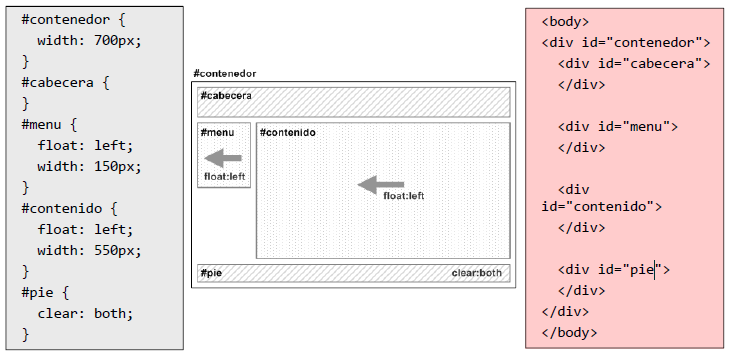 #contenedor {
  width: 700px;
}
#cabecera {
}
#menu {
  float: left;
  width: 150px;
}
#contenido {
  float: left;
  width: 550px;
}
#pie {
  clear: both;
}
#contenedor
#cabecera
#menu
float:left
#contenido
float:left
#pie clear:both
<body>
<div id="contenedor">
  <div id="cabecera">
  </div>

  <div id="menu">
  </div>

  <div
id="contenido">
  </div>

  <div id="pie">
  </div>
</div>
</body>